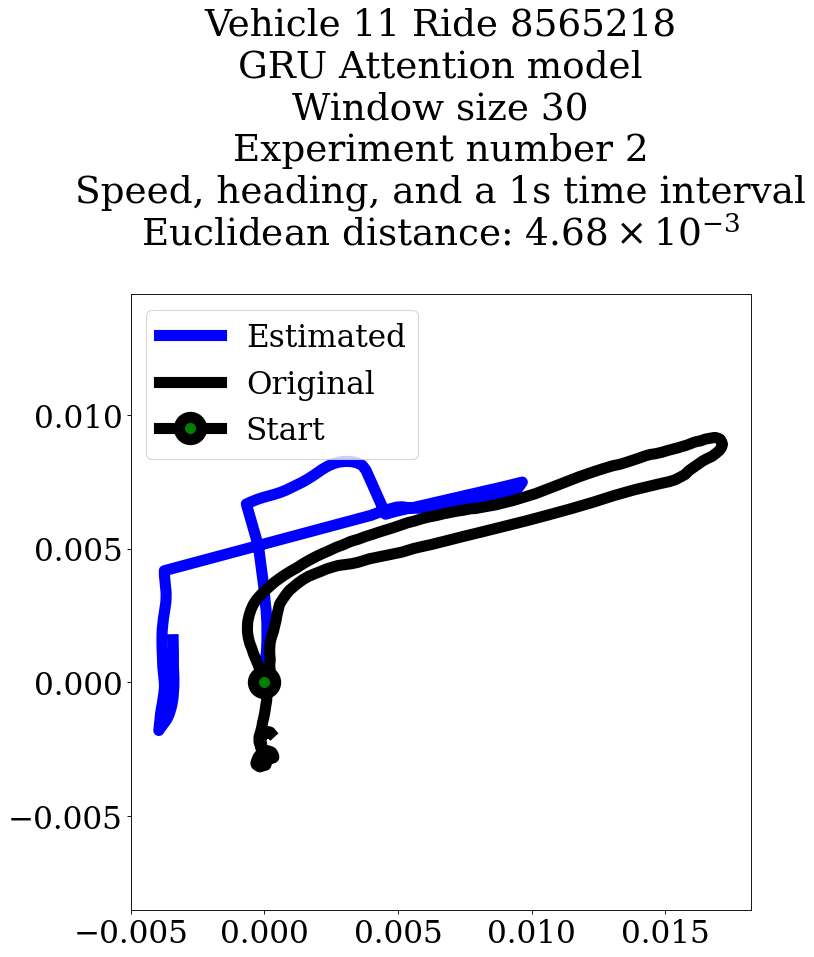 Vehicle 11 Ride 8565218
GRU Attention model
Window size 30
Experiment number 2
Speed, heading, and a 1s time interval
Euclidean distance: 4.68 × 10⁻³
Estimated
Original
Start
0.010
0.005
0.000
−0.005
−0.005 0.000 0.005 0.010 0.015